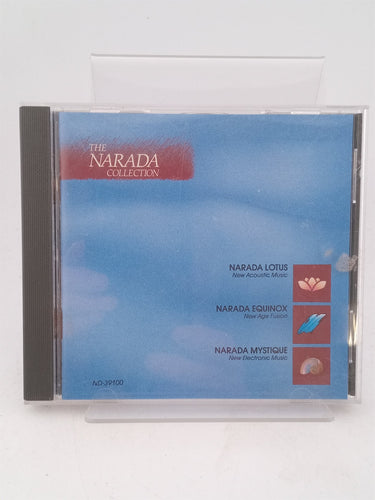 THE
NARADA
COLLECTION
NARADA LOTUS
New Acoustic Music
NARADA EQUINOX
New Age Fusion
NARADA MYSTIQUE
New Electronic Music
ND-39100